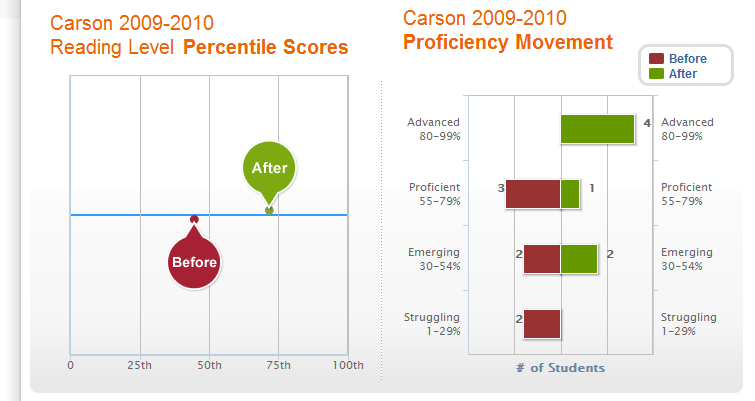 Carson 2009-2010
Reading Level Percentile Scores
After
Before
0 25th 50th 75th 100th
Carson 2009-2010
Proficiency Movement
Before
After
Advanced
80-99%
4
Advanced
80-99%
Proficient
55-79%
3
1
Proficient
55-79%
Emerging
30-54%
2
2
Emerging
30-54%
Struggling
1-29%
2
Struggling
1-29%
# of Students